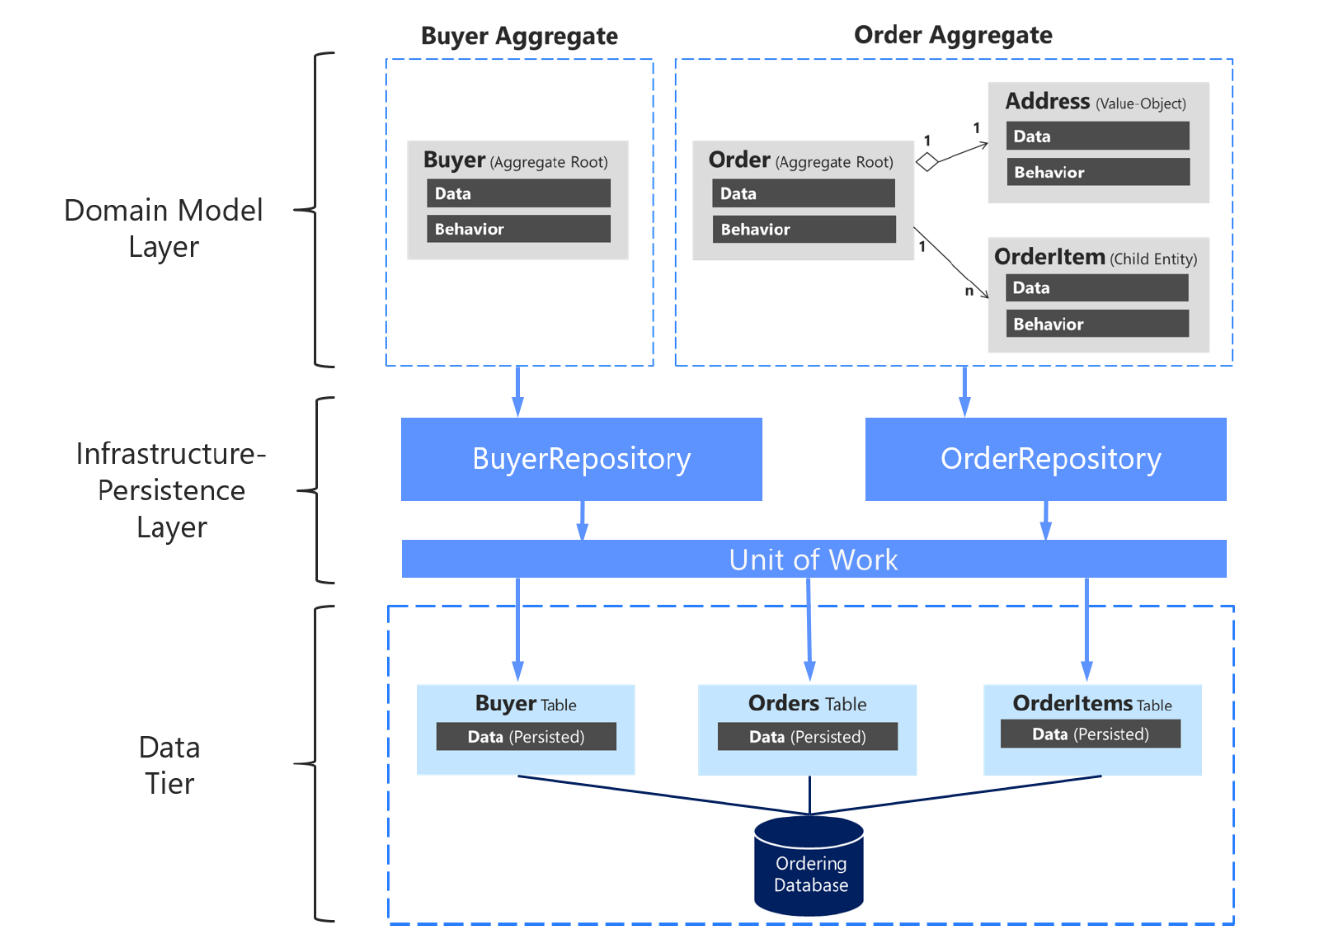 Buyer Aggregate
Order Aggregate
Domain Model
Layer
Buyer (Aggregate Root)
Data
Behavior
Order (Aggregate Root)
Data
Behavior
1
1
1
n
Address (Value-Object)
Data
Behavior
OrderItem (Child Entity)
Data
Behavior
Infrastructure-
Persistence
Layer
BuyerRepository
OrderRepository
Unit of Work
Data
Tier
Buyer Table
Data (Persisted)
Orders Table
Data (Persisted)
OrderItems Table
Data (Persisted)
Ordering
Database